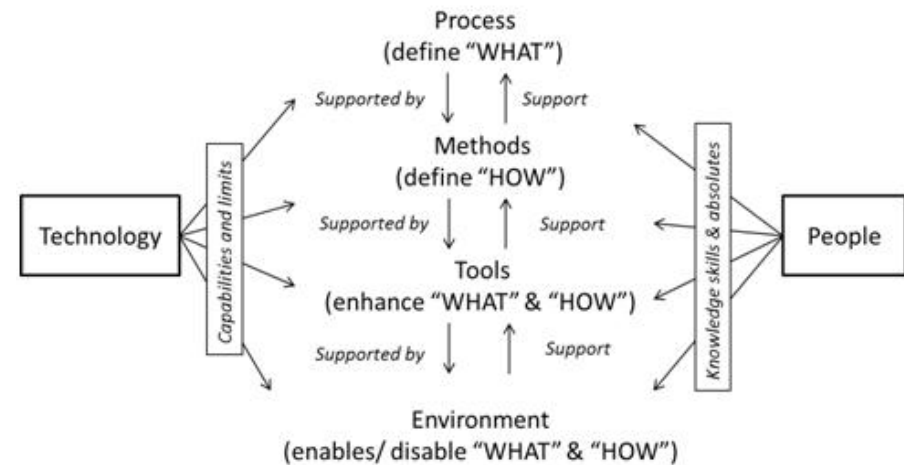 Process
(define “WHAT”)
Supported by
Support
Methods
(define “HOW”)
Supported by
Support
Tools
(enhance “WHAT” & “HOW”)
Supported by
Support
Environment
(enables/ disable “WHAT” & “HOW”)
Technology
Capabilities and limits
Knowledge skills & absolutes
People